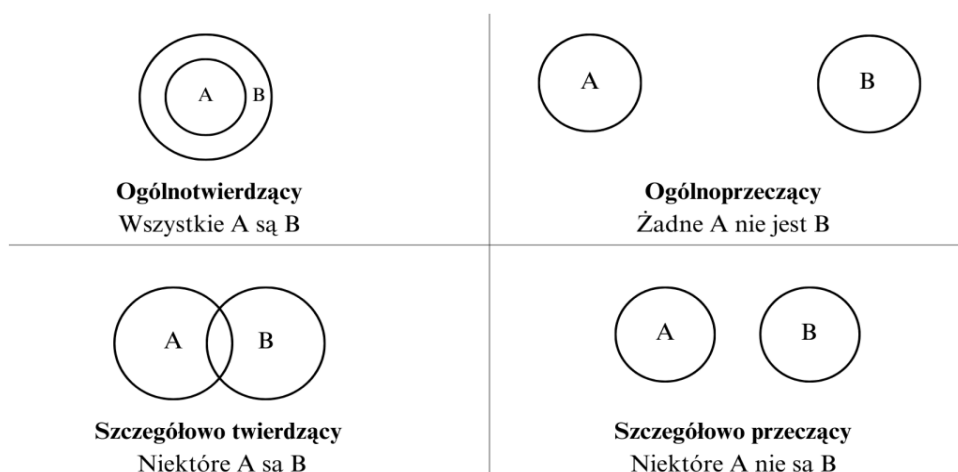 A B
Ogólnotwierdzący
Wszystkie A są B
A B
Ogólnoprzeczący
Żadne A nie jest B
A B
Szczegółowo twierdzący
Niektóre A sa B
A B
Szczegółowo przeczący
Niektóre A nie sa B